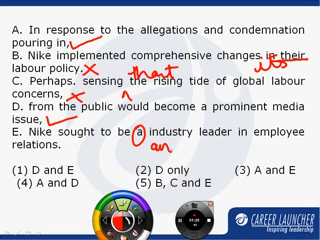 A. In response to the allegations and condemnation
pouring in,
B. Nike implemented comprehensive changes in their
its
labour policy.
that
C. Perhaps. sensing the rising tide of global labour
concerns,
D. from the public would become a prominent media
issue,
E. Nike sought to be a industry leader in employee
an
relations.
(1) D and E (2) D only (3) A and E
(4) A and D (5) B, C and E
CAREER LAUNCHER
Inspiring leadership